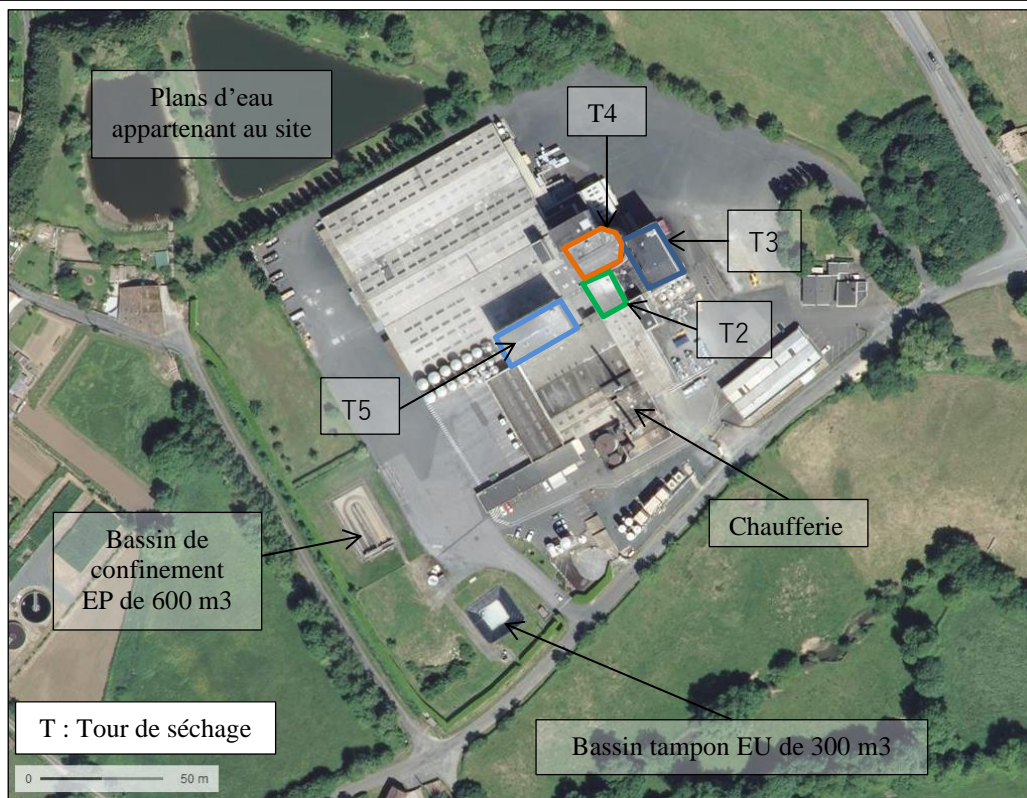 Plans d'eau
appartenant au site
T4
T3
T2
T5
Chaufferie
Bassin de
confinement
EP de 600 m3
T : Tour de séchage
Bassin tampon EU de 300 m3
0
50 m